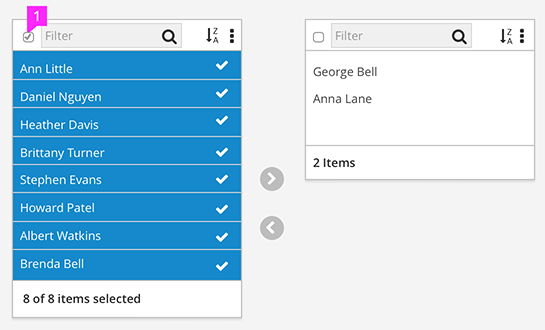 1
Filter
A
Z
Ann Little
Daniel Nguyen
Heather Davis
Brittany Turner
Stephen Evans
Howard Patel
Albert Watkins
Brenda Bell
8 of 8 items selected
Filter
Z
A
George Bell
Anna Lane
2 Items